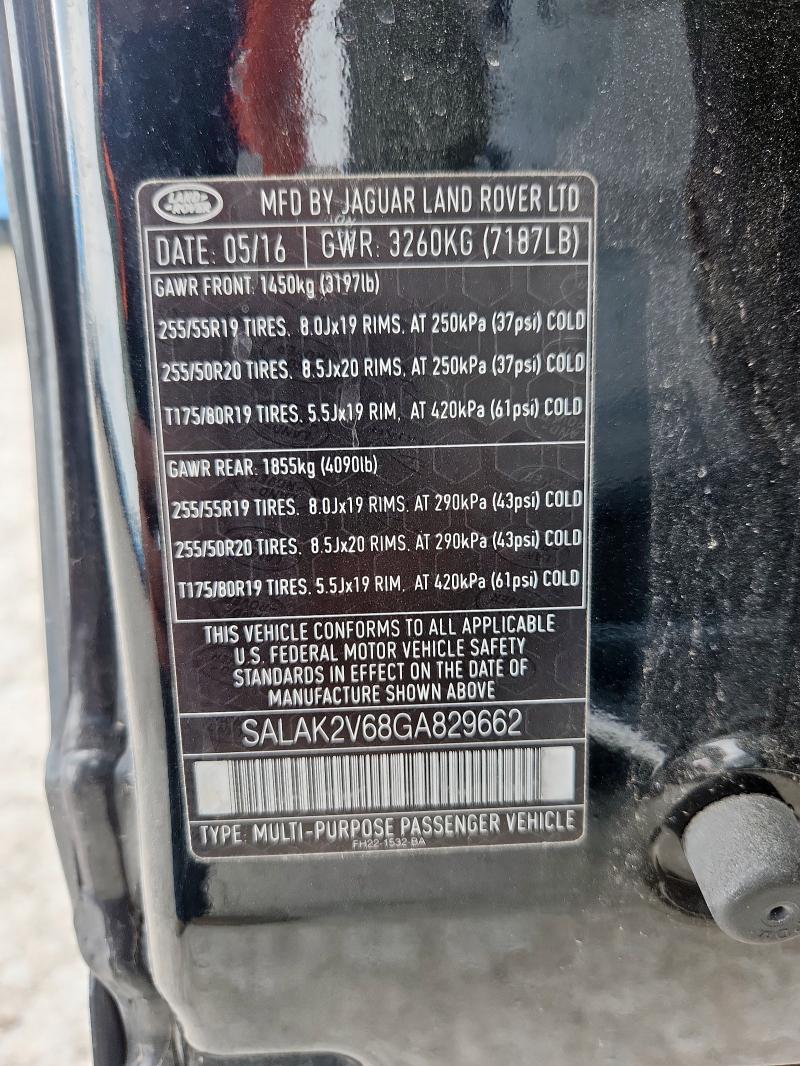 LAND ROVER
MFD BY JAGUAR LAND ROVER LTD
DATE: 05/16 GWR: 3260KG (7187LB)
GAWR FRONT: 1450kg (3197lb)
255/55R19 TIRES. 8.0Jx19 RIMS, AT 250kPa (37psi) COLD
255/50R20 TIRES. 8.5Jx20 RIMS, AT 250kPa (37psi) COLD
T175/80R19 TIRES. 5.5Jx19 RIM, AT 420kPa (61psi) COLD
GAWR REAR: 1855kg (4090lb)
255/55R19 TIRES. 8.0Jx19 RIMS, AT 290kPa (43psi) COLD
255/50R20 TIRES. 8.5Jx20 RIMS, AT 290kPa (43psi) COLD
T175/80R19 TIRES. 5.5Jx19 RIM, AT 420kPa (61psi) COLD
THIS VEHICLE CONFORMS TO ALL APPLICABLE
U.S. FEDERAL MOTOR VEHICLE SAFETY
STANDARDS IN EFFECT ON THE DATE OF
MANUFACTURE SHOWN ABOVE
SALAK2V68GA829662
TYPE: MULTI-PURPOSE PASSENGER VEHICLE
FH22-1532-BA